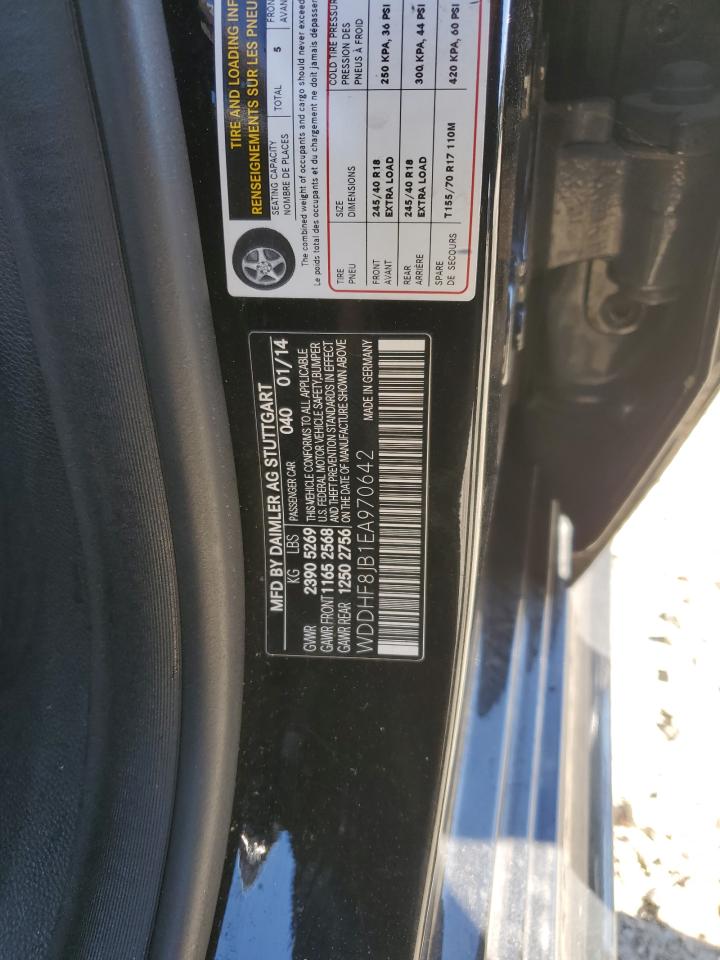 TIRE AND LOADING INF
RENSEIGNEMENTS SUR LES PNEU
SEATING CAPACITY
NOMBRE DE PLACES
TOTAL 5
FRON
AVAN
The combined weight of occupants and cargo should never exceed
Le poids total des occupants et du chargement ne doit jamais dépasser
TIRE
PNEU
SIZE
DIMENSIONS
COLD TIRE PRESSUR
PRESSION DES
PNEUS À FROID
FRONT
AVANT
245/40 R18
EXTRA LOAD
250 KPA, 36 PSI
REAR
ARRIÈRE
245/40 R18
EXTRA LOAD
300 KPA, 44 PSI
SPARE
DE SECOURS
T155/70 R17 110M
420 KPA, 60 PSI
MFD BY DAIMLER AG STUTTGART
KG LBS PASSENGER CAR 040 01/14
GVWR 2390 5269 THIS VEHICLE CONFORMS TO ALL APPLICABLE
U.S. FEDERAL MOTOR VEHICLE SAFETY,BUMPER
GAWR FRONT 1165 2568 AND THEFT PREVENTION STANDARDS IN EFFECT
GAWR REAR 1250 2756 ON THE DATE OF MANUFACTURE SHOWN ABOVE
WDDHF8JB1EA970642 MADE IN GERMANY